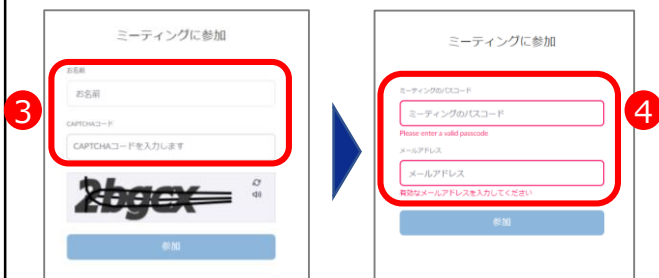 ミーティングに参加
お名前
お名前
CAPTCHAコード
CAPTCHAコードを入力します
2bgcx
参加
3
ミーティングに参加
ミーティングのパスコード
ミーティングのパスコード
Please enter a valid passcode
メールアドレス
メールアドレス
有効なメールアドレスを入力してください
参加
4